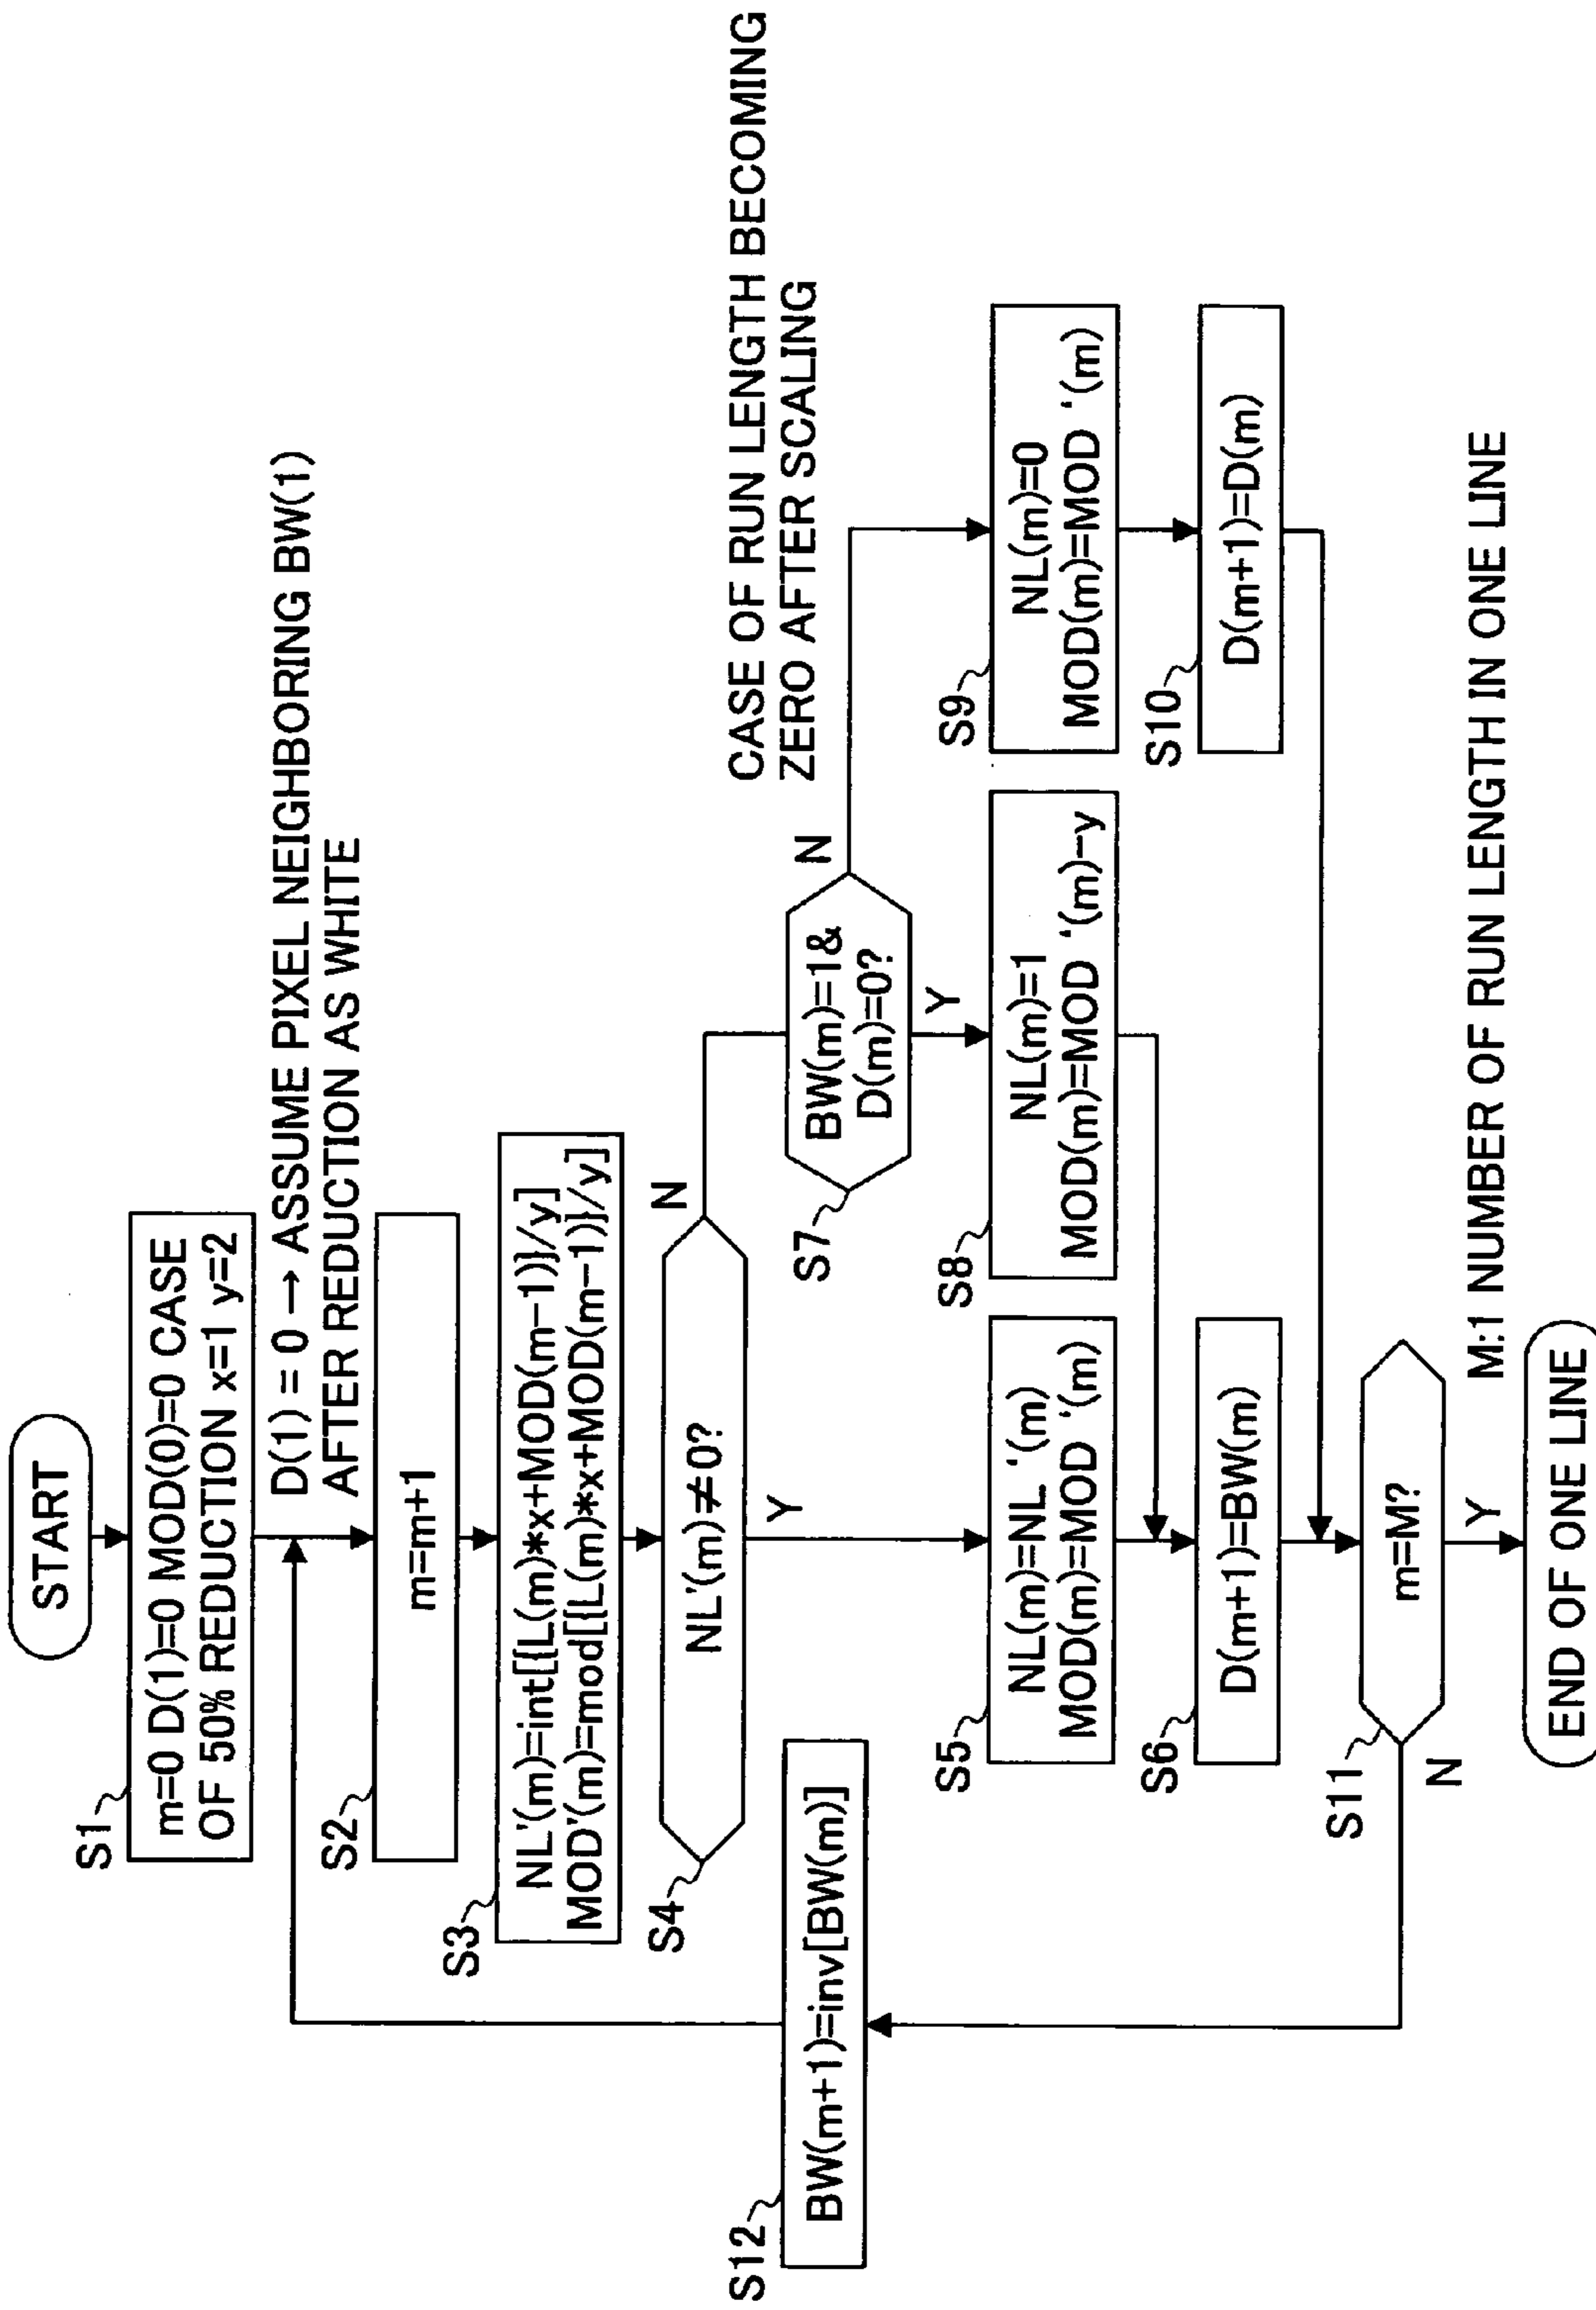 START
S1
m=0 D(1)=0 MOD(0)=0 CASE
OF 50% REDUCTION x=1 y=2
D(1) = 0 → ASSUME PIXEL NEIGHBORING BW(1)
AFTER REDUCTION AS WHITE
S2
m=m+1
S3
NL'(m)=int[{L(m)*x+MOD(m-1)}/y]
MOD'(m)=mod[{L(m)*x+MOD(m-1)}/y]
S4
NL'(m)≠0?
N
Y
CASE OF RUN LENGTH BECOMING
ZERO AFTER SCALING
S7
BW(m)=1&
D(m)=0?
N
Y
S12
BW(m+1)=inv[BW(m)]
S5
NL(m)=NL ‘(m)
MOD(m)=MOD ‘(m)
S8
NL(m)=1
MOD(m)=MOD ‘(m)-y
S9
NL(m)=0
MOD(m)=MOD ‘(m)
S6
D(m+1)=BW(m)
S10
D(m+1)=D(m)
S11
m=M?
N
Y
M:1 NUMBER OF RUN LENGTH IN ONE LINE
END OF ONE LINE